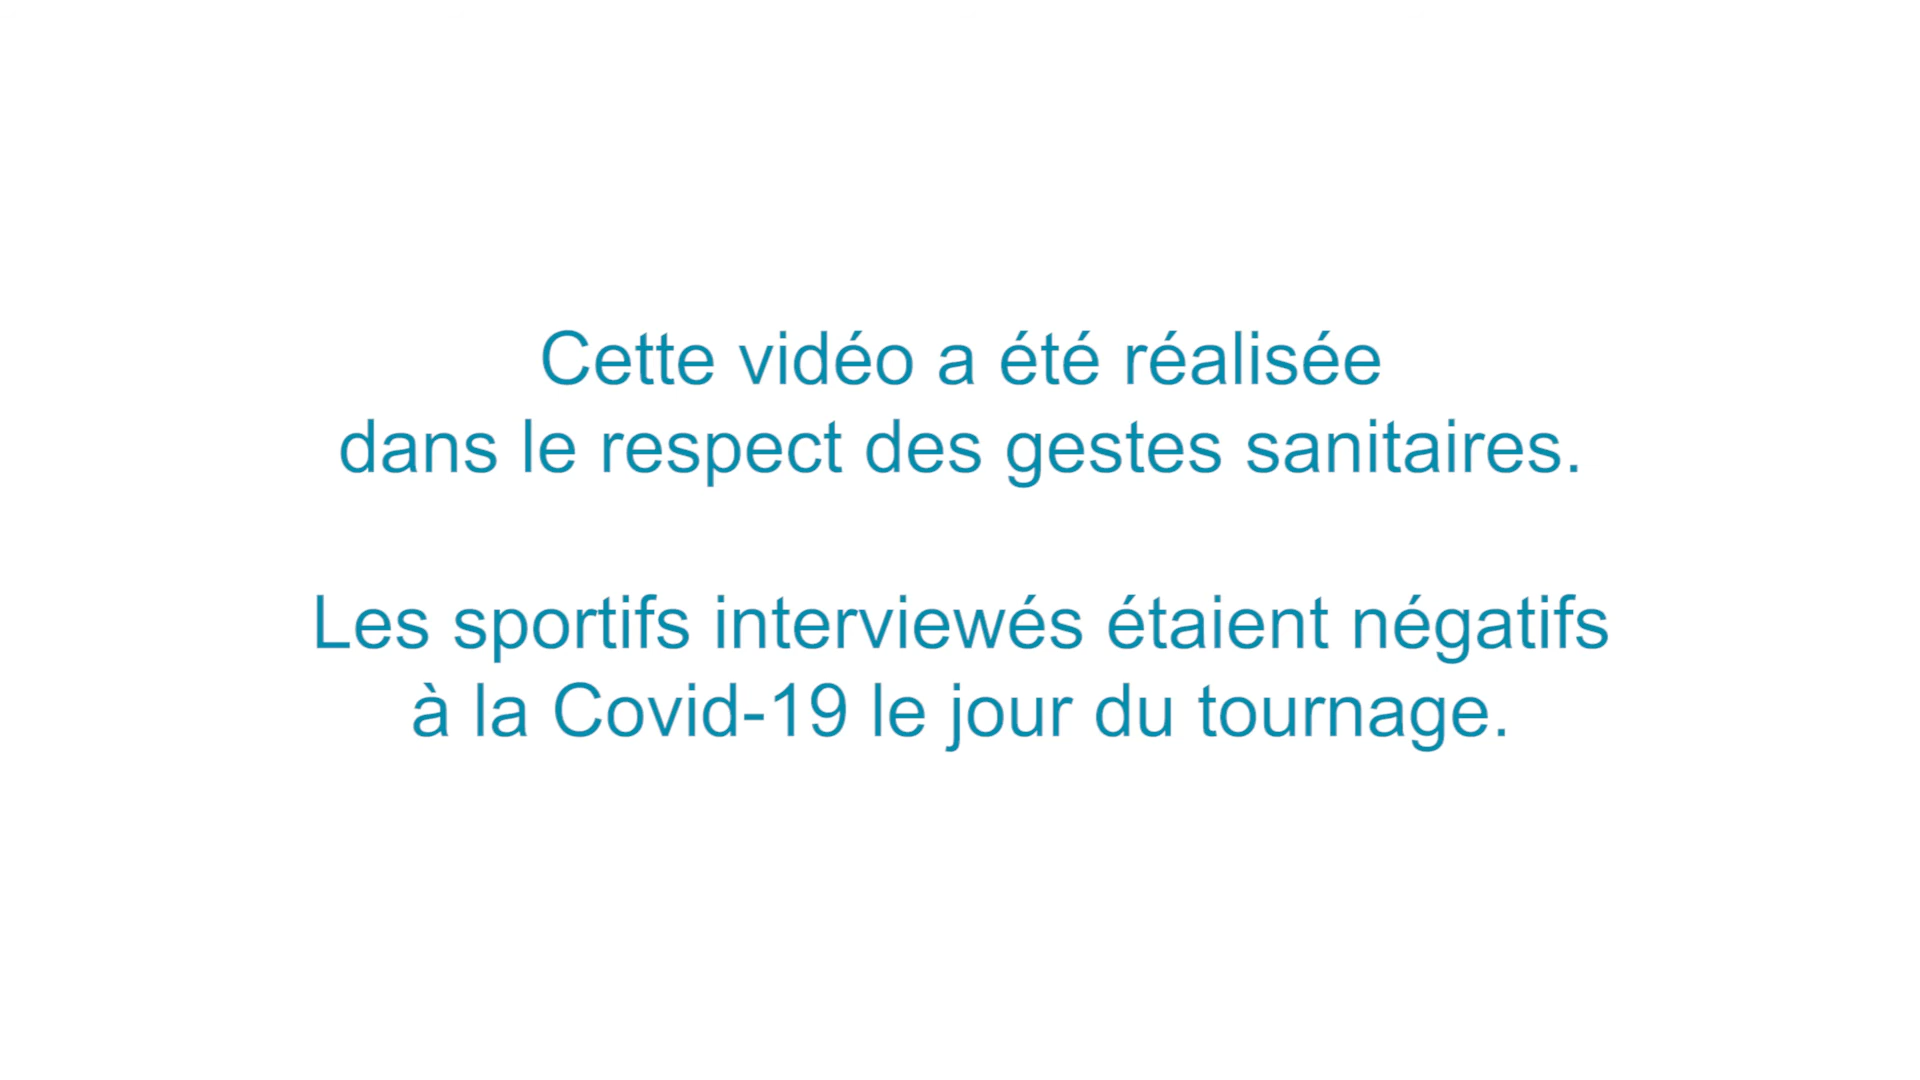 Cette vidéo a été réalisée
dans le respect des gestes sanitaires.
Les sportifs interviewés étaient négatifs
à la Covid-19 le jour du tournage.